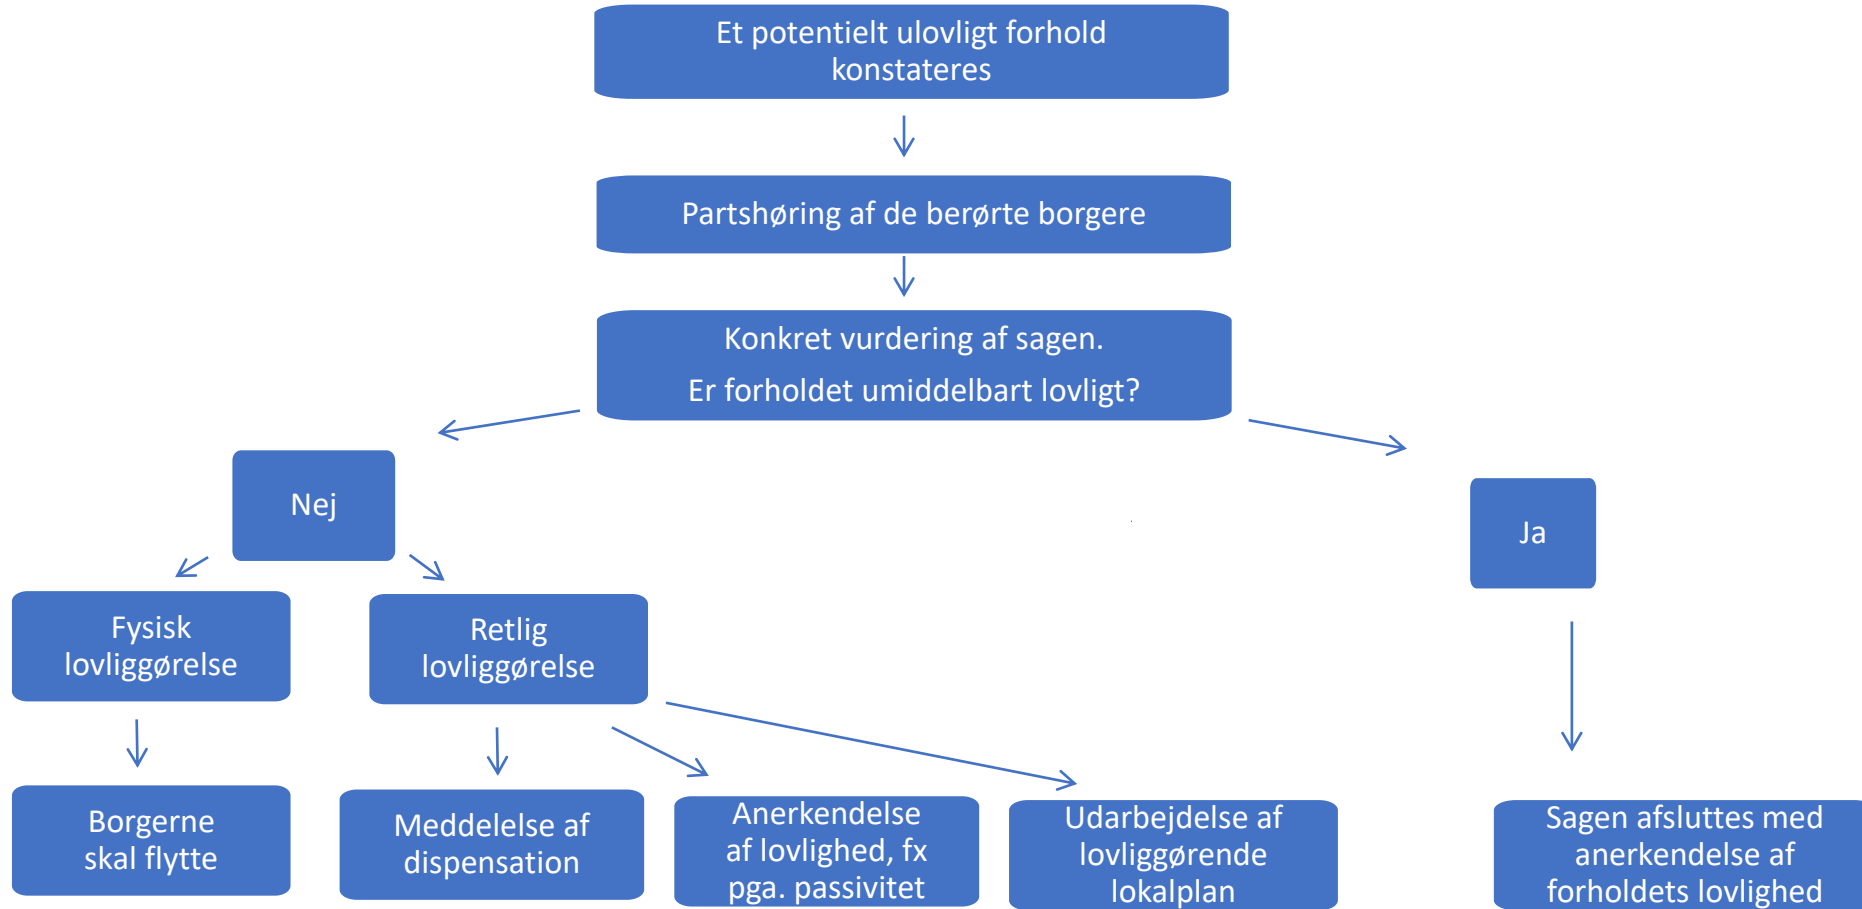 Et potentielt ulovligt forhold
konstateres
Partshøring af de berørte borgere
Konkret vurdering af sagen.
Er forholdet umiddelbart lovligt?
Nej
Ja
Fysisk
lovliggørelse
Retlig
lovliggørelse
Borgerne
skal flytte
Meddelelse af
dispensation
Anerkendelse
af lovlighed, fx
pga. passivitet
Udarbejdelse af
lovliggørende
lokalplan
Sagen afsluttes med
anerkendelse af
forholdets lovlighed